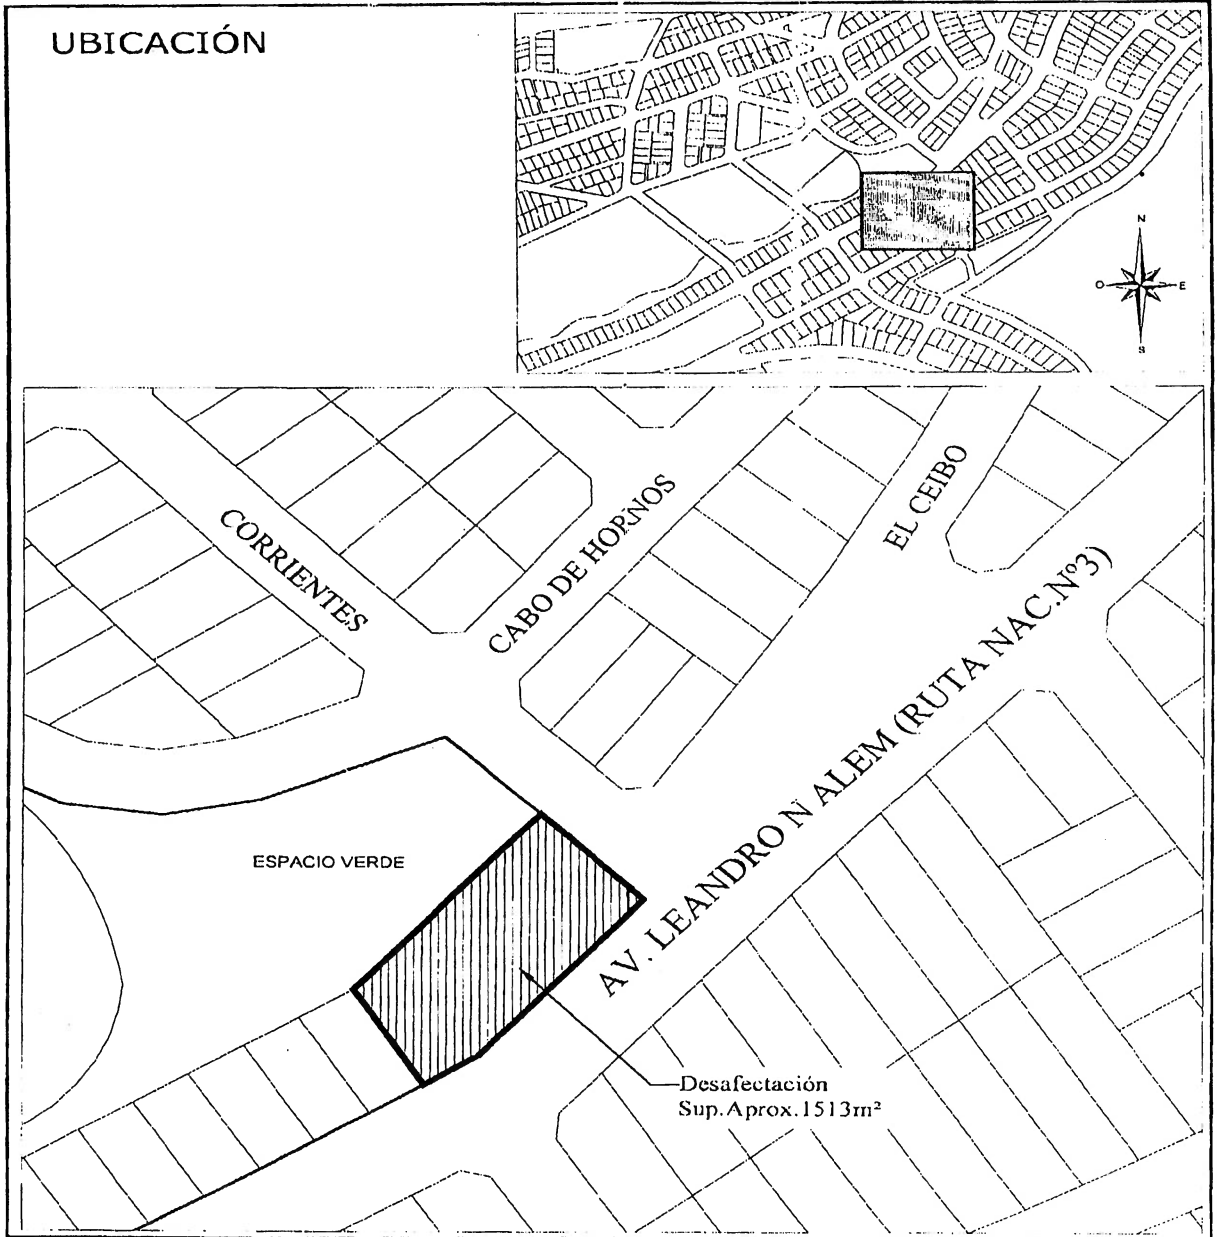 UBICACIÓN
N
O
E
S
CORRIENTES
CABO DE HORNOS
EL CEIBO
AV. LEANDRO N ALEM (RUTA NAC.Nº3)
ESPACIO VERDE
Desafectación
Sup.Aprox.1513m²